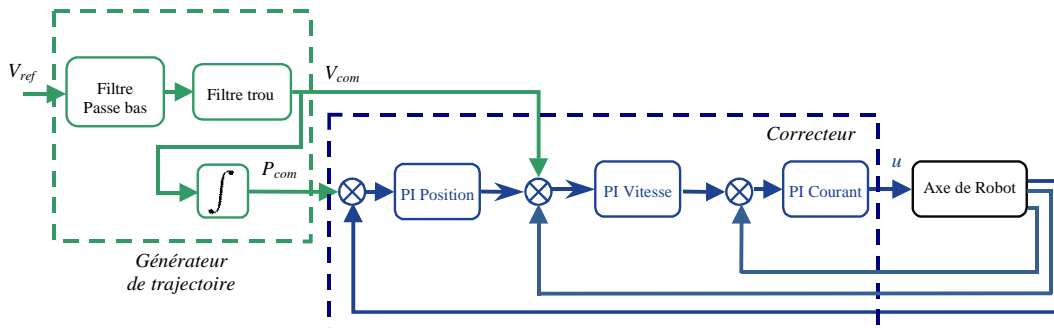 V_ref
Filtre
Passe bas
Filtre trou
V_com
P_com
∫
Générateur
de trajectoire
Correcteur
PI Position
PI Vitesse
PI Courant
u
Axe de Robot